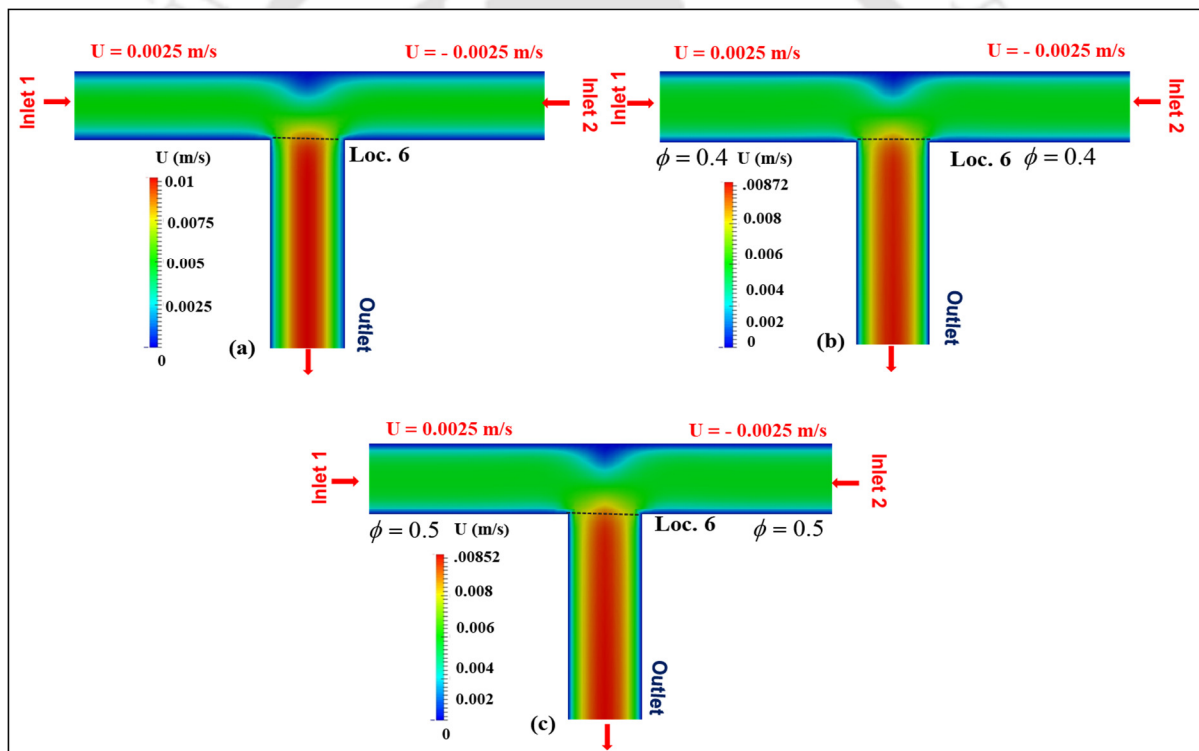 U = 0.0025 m/s
U = - 0.0025 m/s
Inlet 1
Inlet 2
Loc. 6
U (m/s)
0.01
0.0075
0.005
0.0025
0
Outlet
(a)
U = 0.0025 m/s
U = - 0.0025 m/s
Inlet 1
Inlet 2
ϕ = 0.4
U (m/s)
Loc. 6
ϕ = 0.4
.00872
0.008
0.006
0.004
0.002
0
Outlet
(b)
U = 0.0025 m/s
U = - 0.0025 m/s
Inlet 1
Inlet 2
ϕ = 0.5
U (m/s)
Loc. 6
ϕ = 0.5
.00852
0.008
0.006
0.004
0.002
0
Outlet
(c)